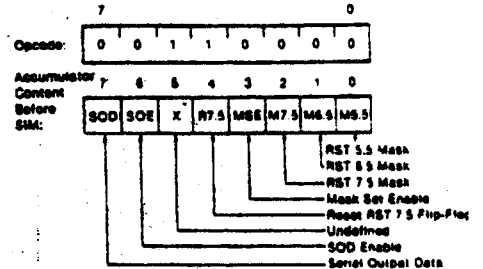 7 0
Opcode: 0 0 1 1 0 0 0 0
Accumulator
Content
Before
SIM:
7 6 5 4 3 2 1 0
SOD SOE X R7.5 MSE M7.5 M6.5 M5.5
RST 5.5 Mask
RST 6.5 Mask
RST 7.5 Mask
Mask Set Enable
Reset RST 7.5 Flip-Flop
Undefined
SOD Enable
Serial Output Data